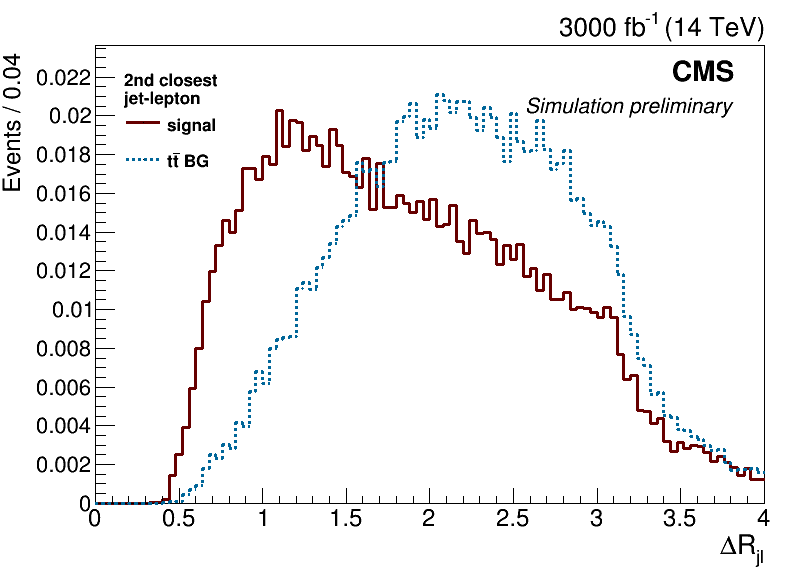 3000 fb⁻¹ (14 TeV)
Events / 0.04
CMS
Simulation preliminary
2nd closest
jet-lepton
signal
tt̄ BG
0.022
0.02
0.018
0.016
0.014
0.012
0.01
0.008
0.006
0.004
0.002
0
0 0.5 1 1.5 2 2.5 3 3.5 4
ΔR_jl